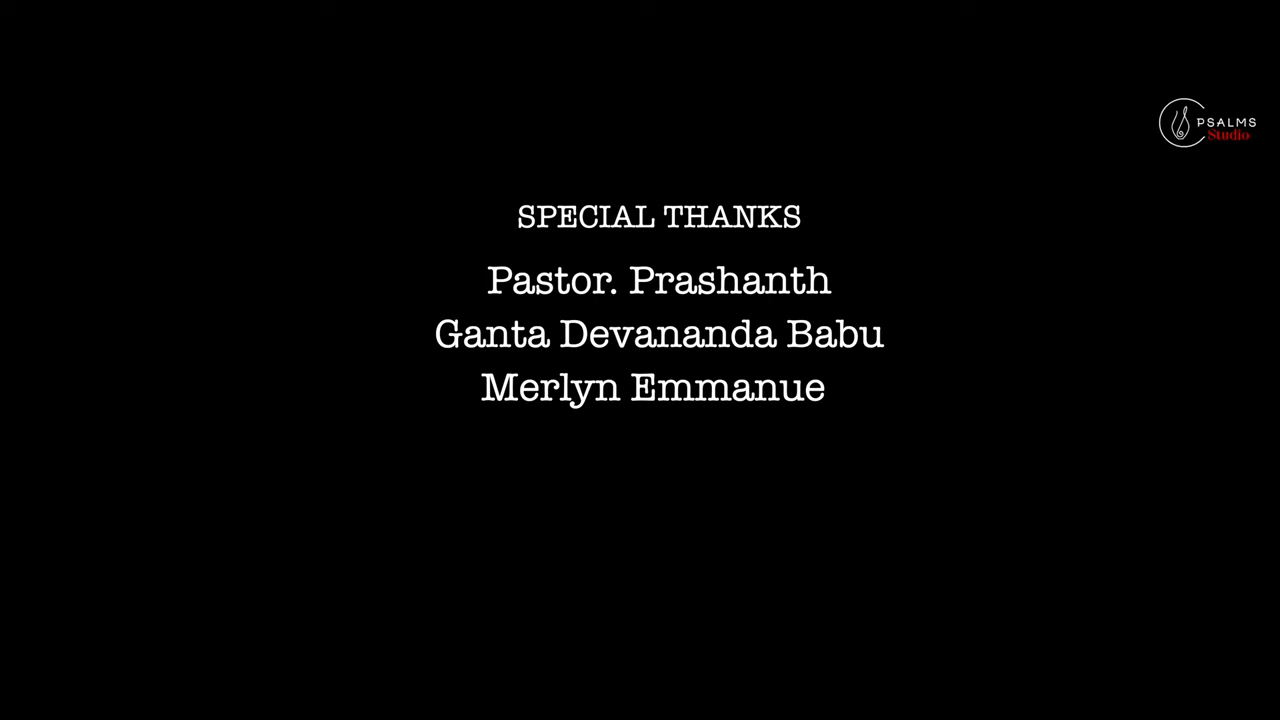 PSALMS
Studio
SPECIAL THANKS
Pastor. Prashanth
Ganta Devananda Babu
Merlyn Emmanue